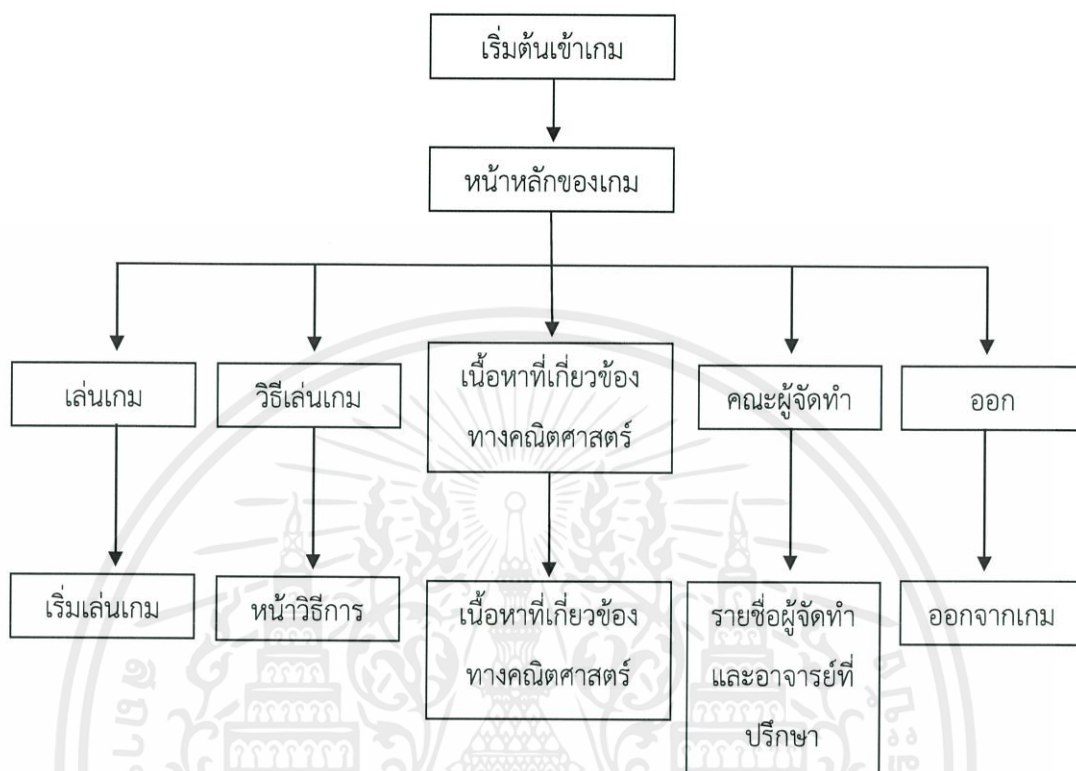 เริ่มต้นเข้าเกม
หน้าหลักของเกม
เล่นเกม
วิธีเล่นเกม
เนื้อหาที่เกี่ยวข้อง
ทางคณิตศาสตร์
คณะผู้จัดทำ
ออก
เริ่มเล่นเกม
หน้าวิธีการ
เนื้อหาที่เกี่ยวข้อง
ทางคณิตศาสตร์
รายชื่อผู้จัดทำ
และอาจารย์ที่
ปรึกษา
ออกจากเกม